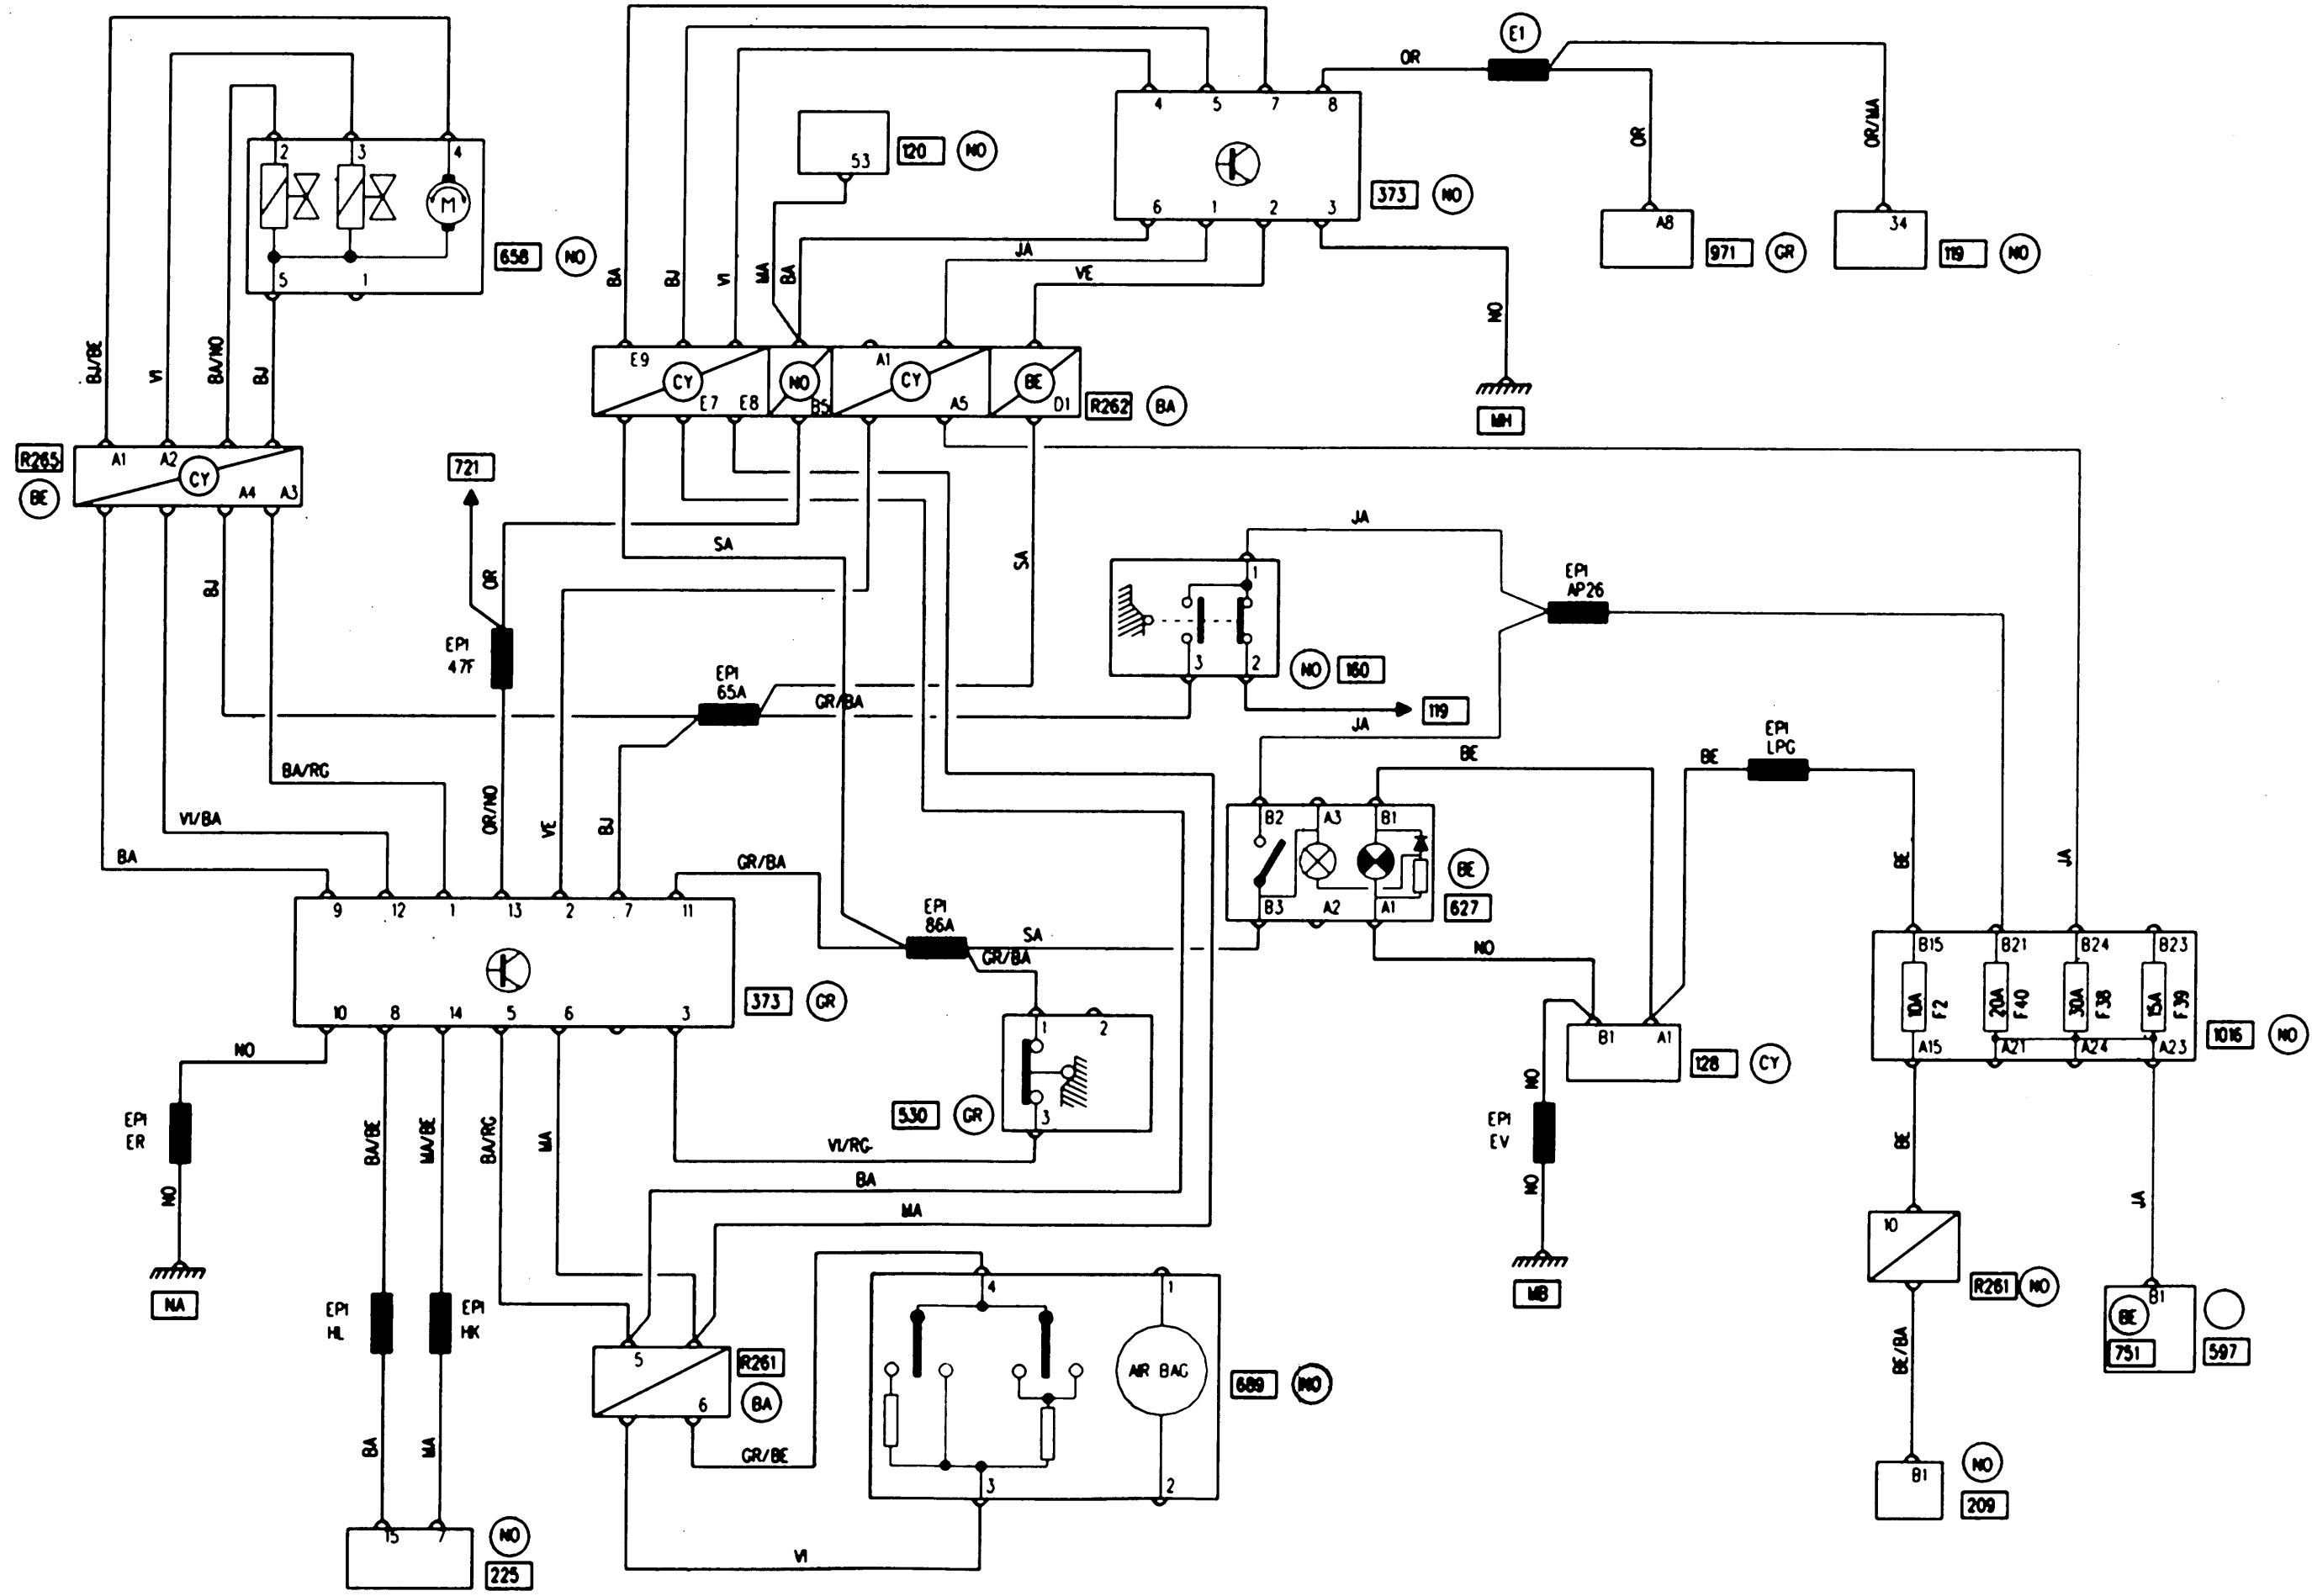 E1
OR
4 5 7 8
53
120 NO
2 3 4
M
OR
OR/MA
373 NO
6 1 2 3
A8
34
971 GR
119 NO
5 1
658 NO
BA
BJ
VI
MA
BA
JA
VE
NO
BJ/BE
VI
BA/NO
BJ
E9
CY
NO
A1
CY
BE
E7 E8 B5 A5 D1
R262 BA
MH
R265
BE
A1 A2
CY
A4 A3
721
SA
SA
JA
BJ
OR
EPI
47F
EPI
65A
GR/BA
1
3 2
NO 160
119
EPI
AP26
JA
BE
BE
EPI
LPG
BA/RG
VI/BA
BA
OR/NO
VE
BJ
GR/BA
B2 A3 B1
B3 A2 A1
BE
627
BE
JA
9 12 1 13 2 7 11
EPI
86A
SA
GR/BA
NO
B15 B21 B24 B23
10A F2
20A F40
30A F38
15A F39
A15 A21 A24 A23
1016 NO
10 8 14 5 6 3
373 GR
1 2
3
530 GR
B1 A1
128 CY
NO
EPI
ER
NO
NA
BA/BE
MA/BE
BA/RG
MA
VI/RG
BA
MA
NO
EPI
EV
NO
MB
BE
JA
10
R261 NO
EPI
HL
EPI
HK
4 1
AIR BAG
3 2
689 NO
5
6
R261
BA
GR/BE
BE/BA
B1
BE
751
597
BA
MA
VI
15 7
NO
225
B1
NO
209